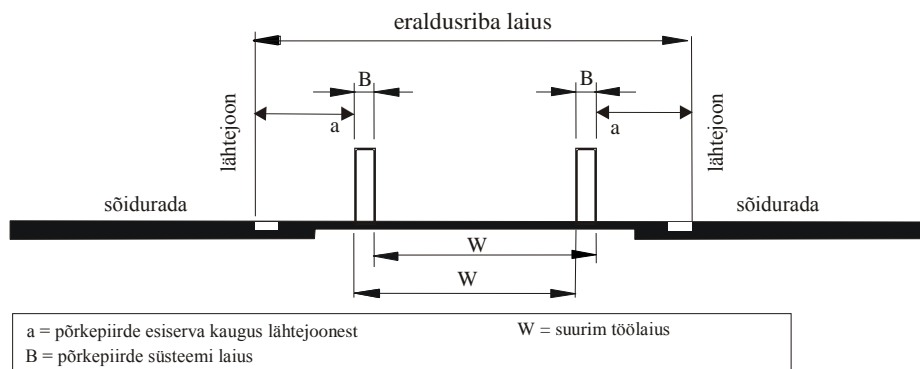 eraldusriba laius
B
B
a
a
lähtejoon
lähtejoon
sõidurada
sõidurada
W
W
a = põrkepiirde esiserva kaugus lähtejoonest
W = suurim töölaius
B = põrkepiirde süsteemi laius